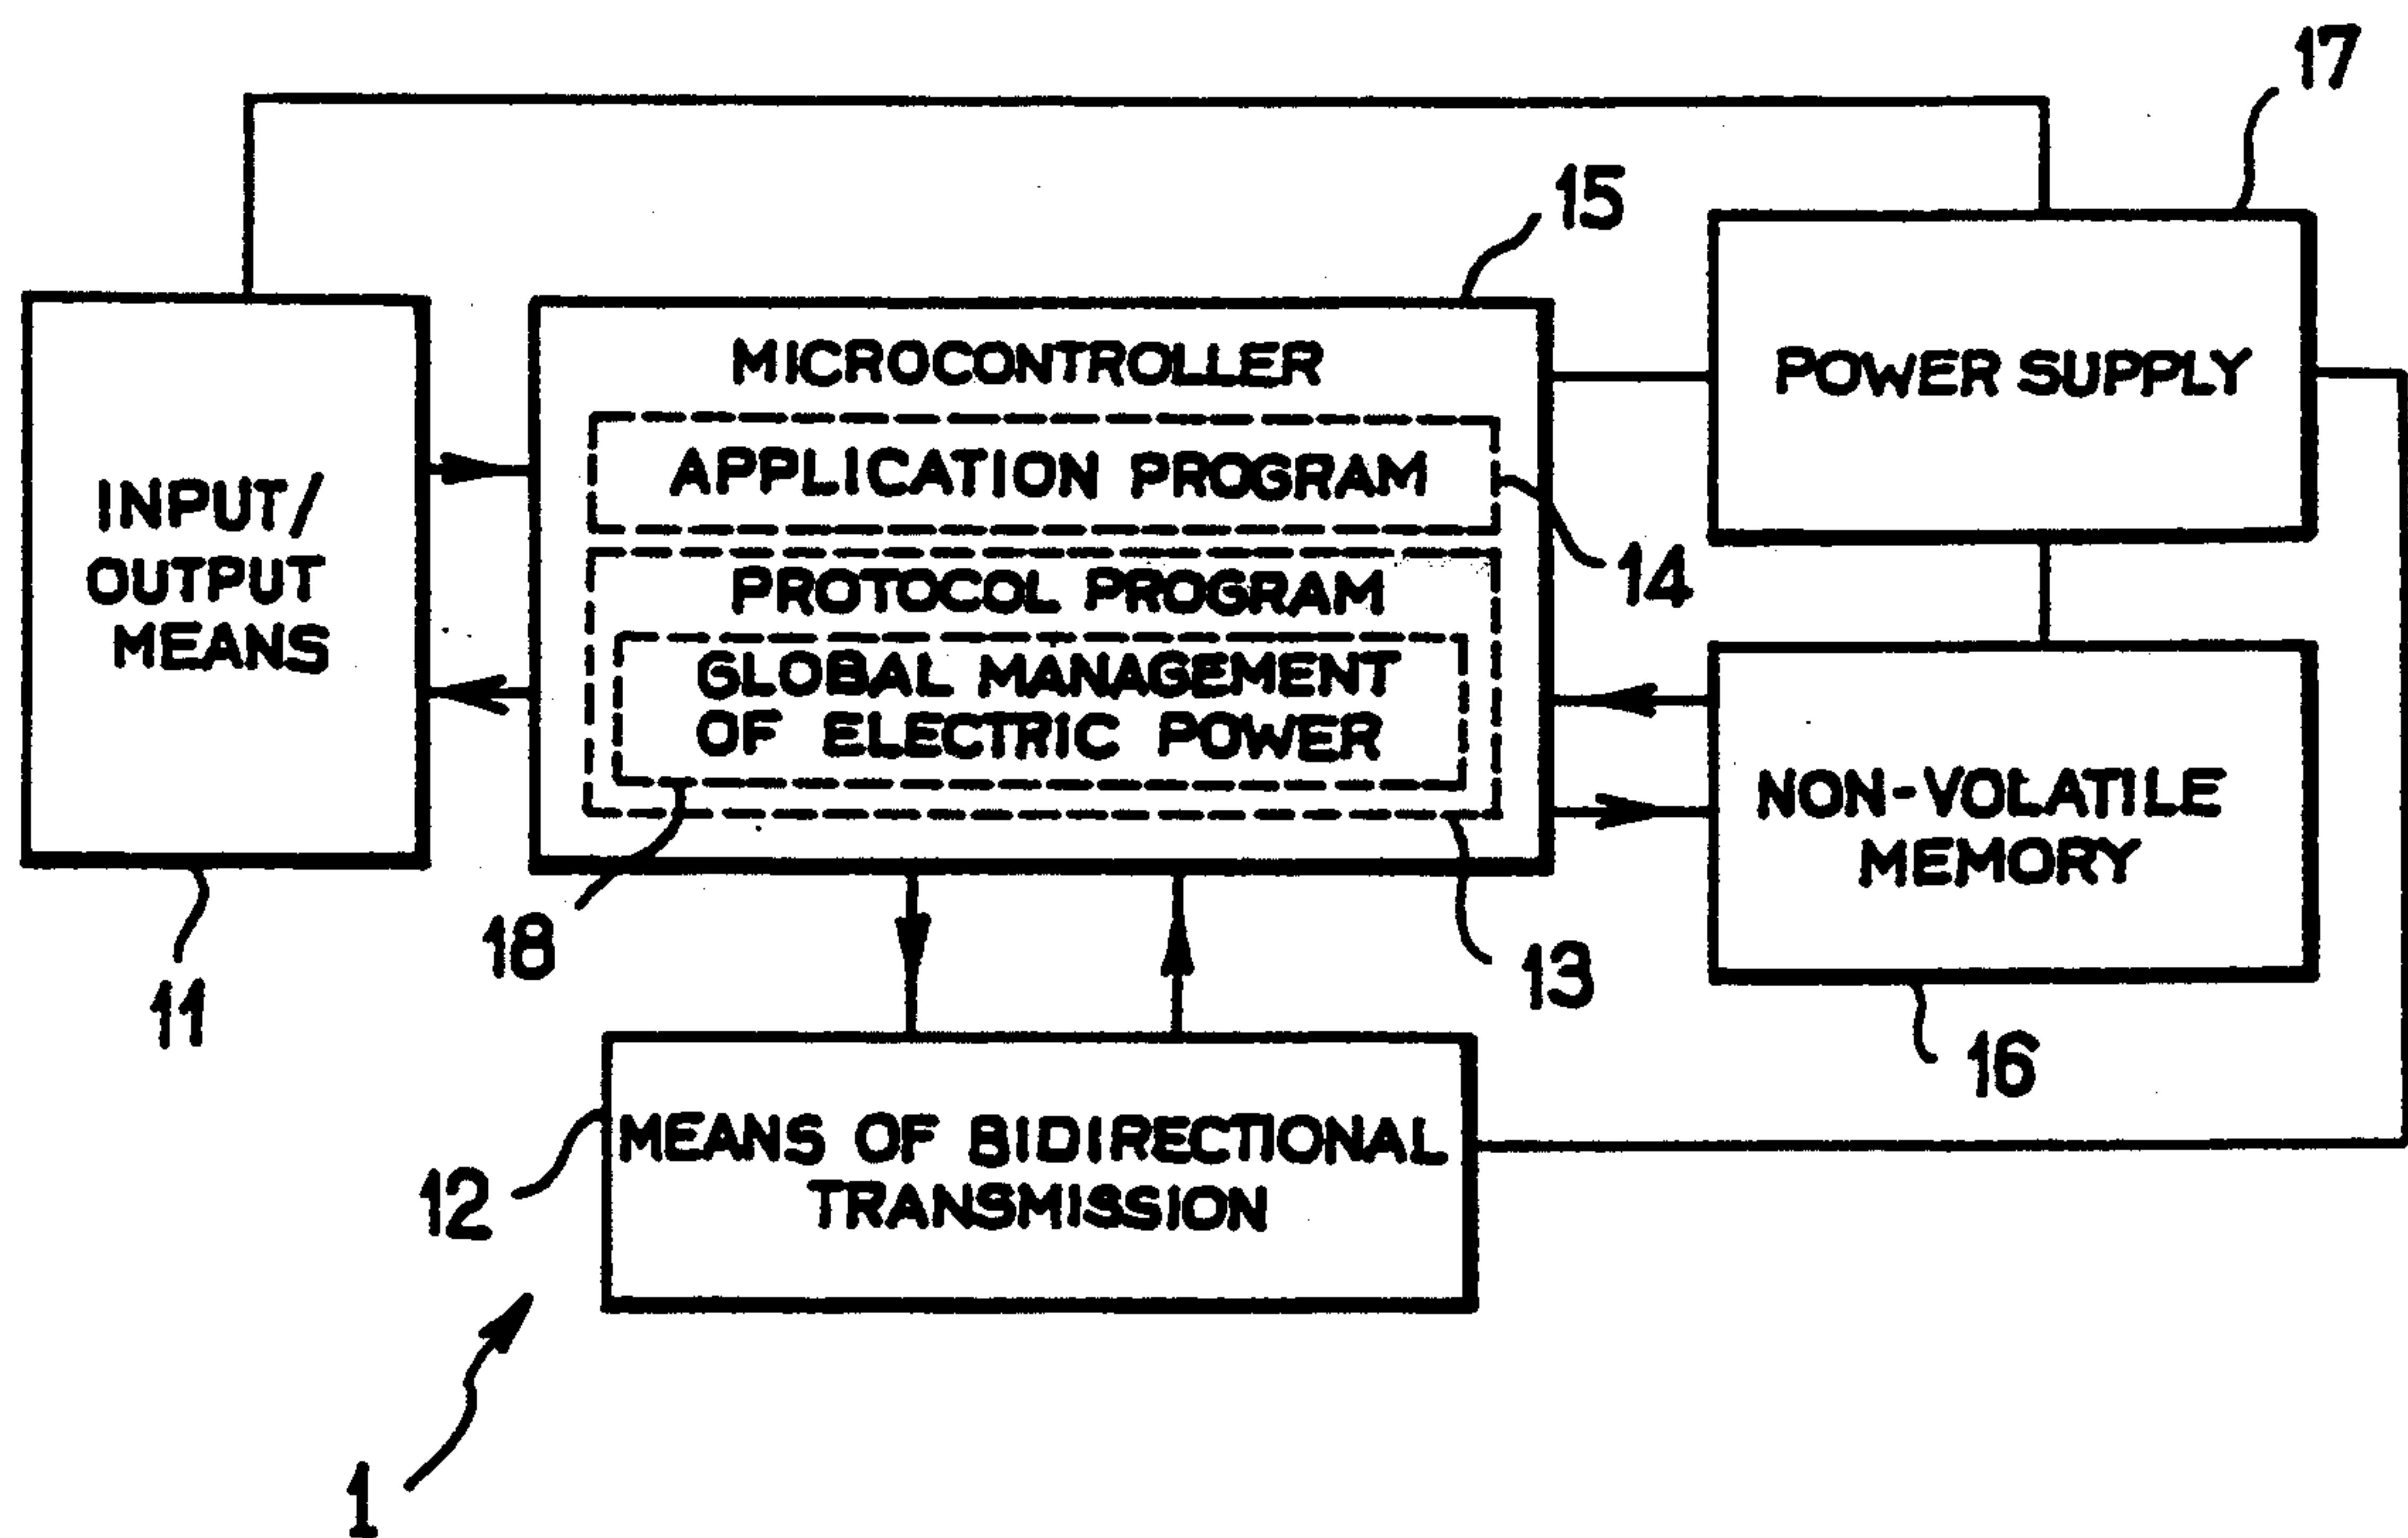 17
15
MICROCONTROLLER
POWER SUPPLY
APPLICATION PROGRAM
INPUT/
OUTPUT
MEANS
14
PROTOCOL PROGRAM
GLOBAL MANAGEMENT
OF ELECTRIC POWER
NON-VOLATILE
MEMORY
18
13
11
16
12
MEANS OF BIDIRECTIONAL
TRANSMISSION
1